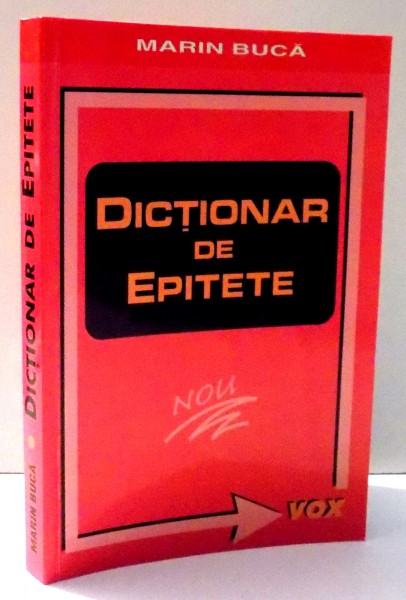 MARIN BUCĂ
DICȚIONAR
DE
EPITETE
NOU
VOX
MARIN BUCĂ • DICȚIONAR DE EPITETE